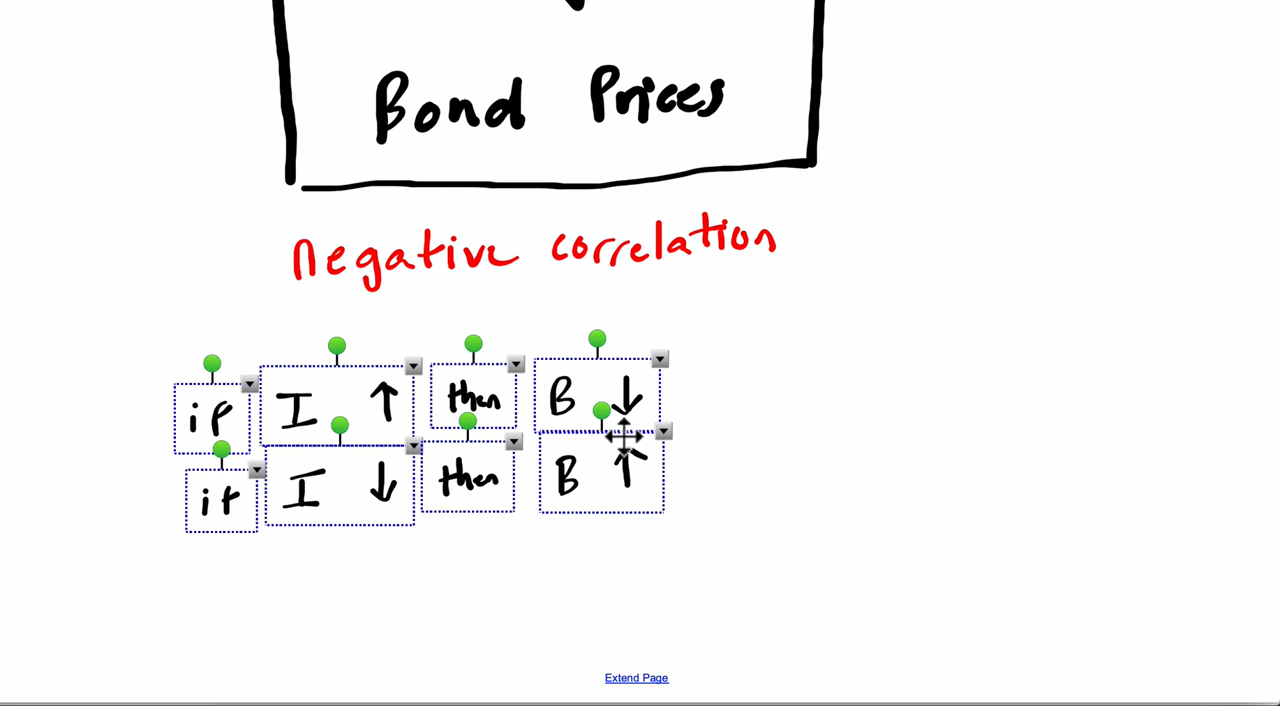 Bond Prices
negative correlation
if I ↑ then B ↓
if I ↓ then B ↑
Extend Page